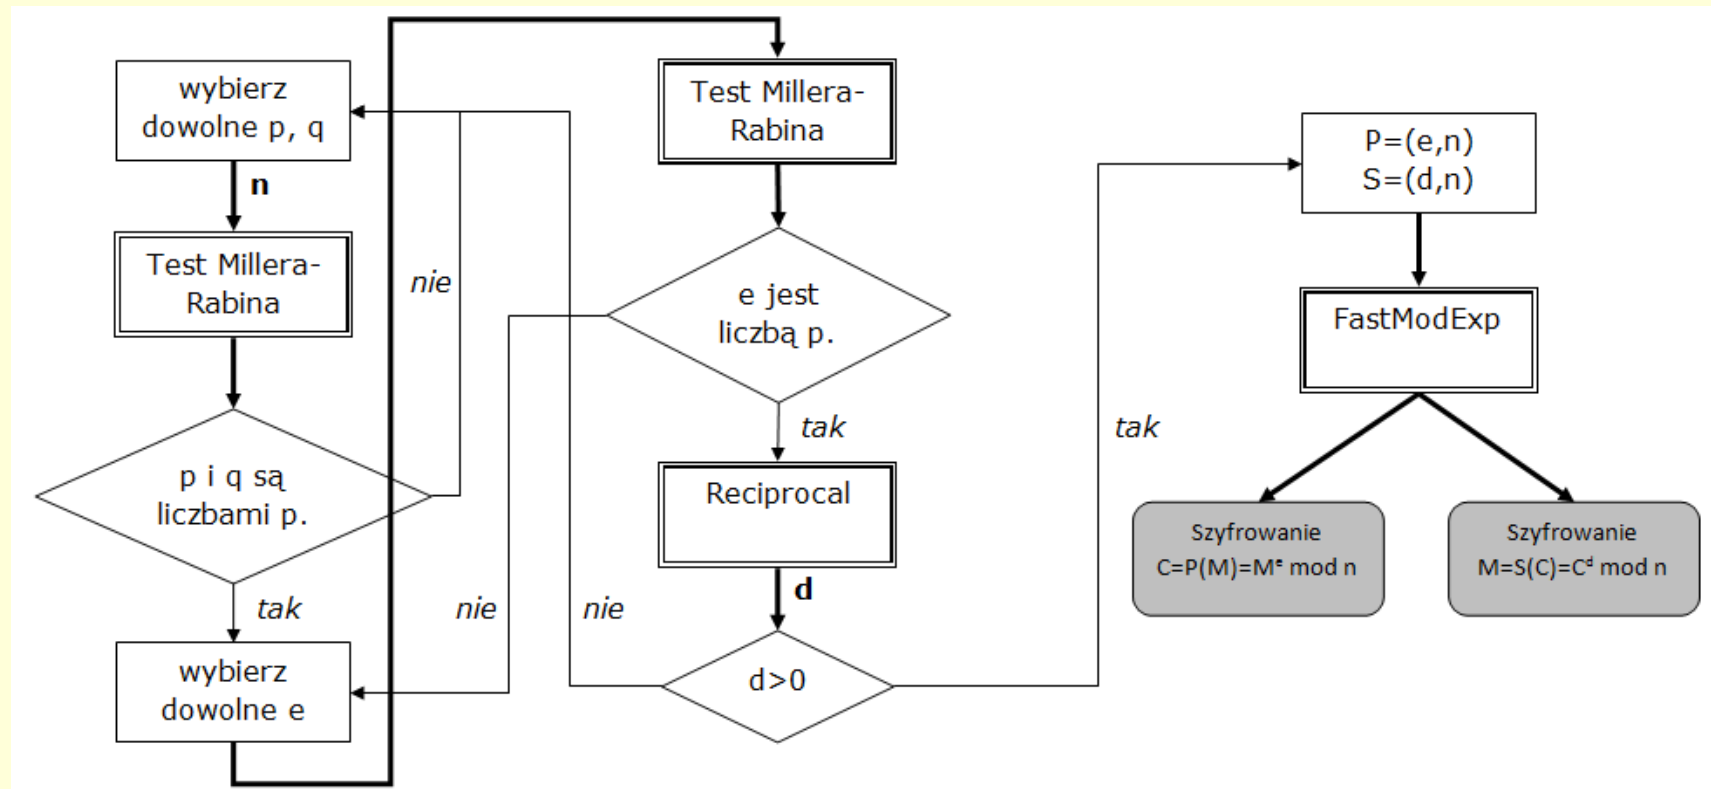 wybierz
dowolne p, q
n
Test Millera-
Rabina
nie
p i q są
liczbami p.
tak
wybierz
dowolne e
Test Millera-
Rabina
e jest
liczbą p.
nie
tak
Reciprocal
d
d>0
nie
tak
P=(e,n)
S=(d,n)
FastModExp
Szyfrowanie
C=P(M)=Mᵉ mod n
Szyfrowanie
M=S(C)=Cᵈ mod n